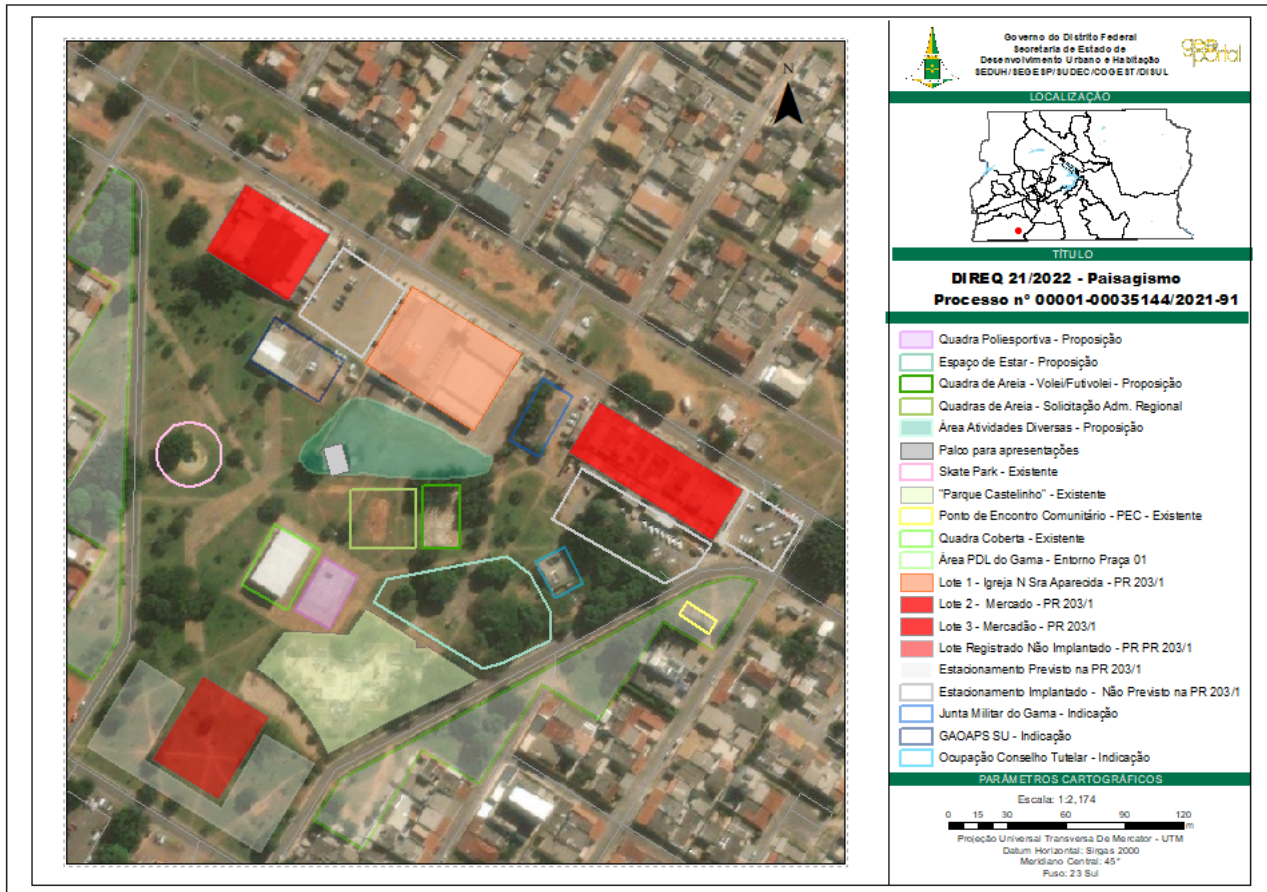 N
Governo do Distrito Federal
Secretaria de Estado de
Desenvolvimento Urbano e Habitação
SEDUH/SEGESP/SUDEC/COGEST/DISUL
geo
portal
LOCALIZAÇÃO
TÍTULO
DIREQ 21/2022 - Paisagismo
Processo nº 00001-00035144/2021-91
Quadra Poliesportiva - Proposição
Espaço de Estar - Proposição
Quadra de Areia - Volei/Futivolei - Proposição
Quadras de Areia - Solicitação Adm. Regional
Área Atividades Diversas - Proposição
Palco para apresentações
Skate Park - Existente
"Parque Castelinho" - Existente
Ponto de Encontro Comunitário - PEC - Existente
Quadra Coberta - Existente
Área PDL do Gama - Entorno Praça 01
Lote 1 - Igreja N Sra Aparecida - PR 203/1
Lote 2 - Mercado - PR 203/1
Lote 3 - Mercadão - PR 203/1
Lote Registrado Não Implantado - PR PR 203/1
Estacionamento Previsto na PR 203/1
Estacionamento Implantado - Não Previsto na PR 203/1
Junta Militar do Gama - Indicação
GAOAPS SU - Indicação
Ocupação Conselho Tutelar - Indicação
PARÂMETROS CARTOGRÁFICOS
Escala: 1:2,174
0 15 30 60 90 120
m
Projeção Universal Transversa De Mercator - UTM
Datum Horizontal: Sirgas 2000
Meridiano Central: 45°
Fuso: 23 Sul